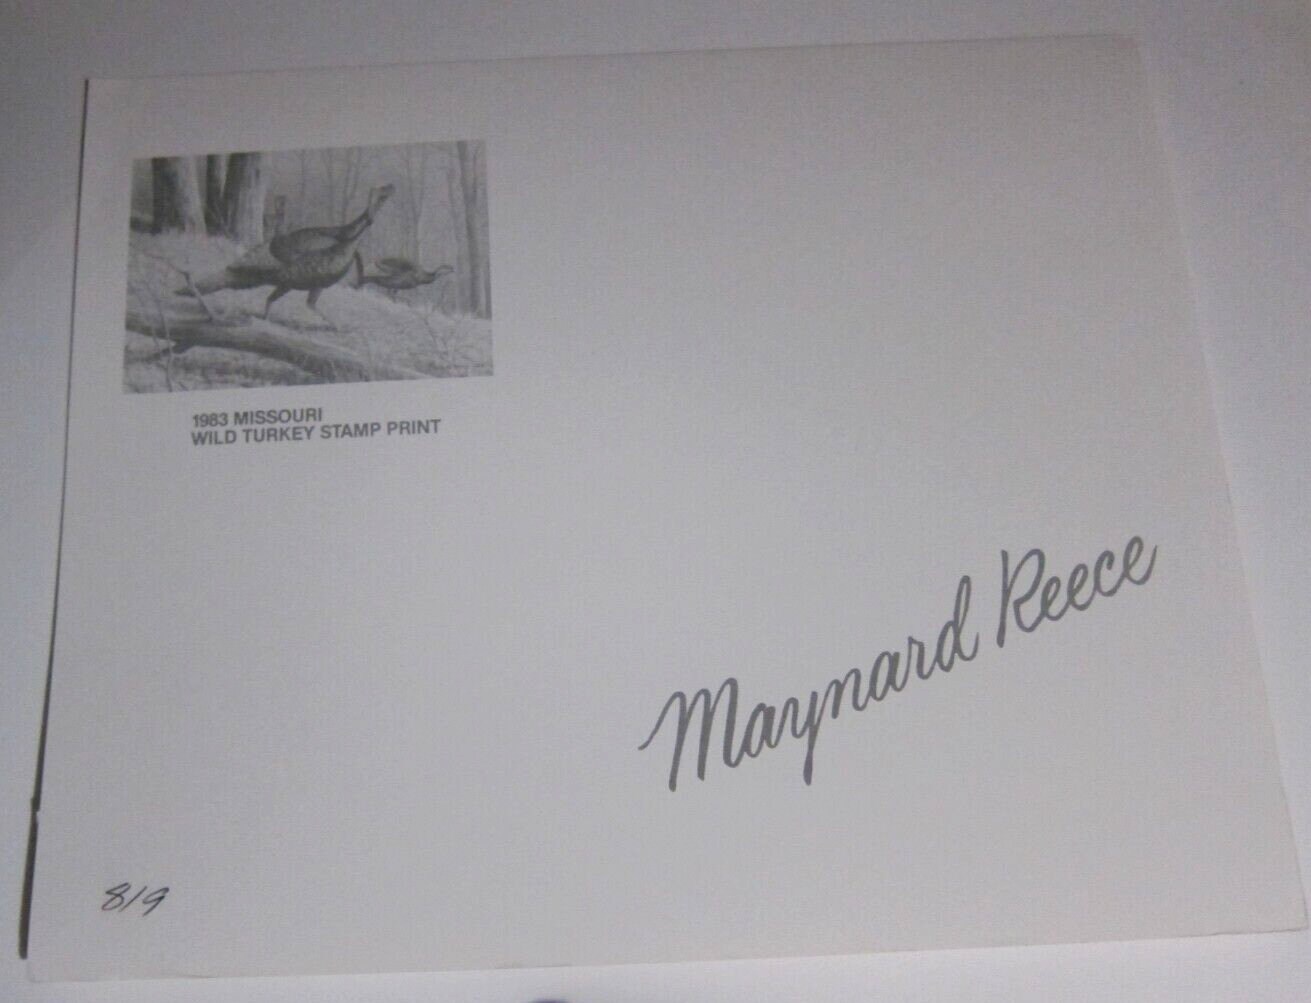 1983 MISSOURI
WILD TURKEY STAMP PRINT
Maynard Reece
819